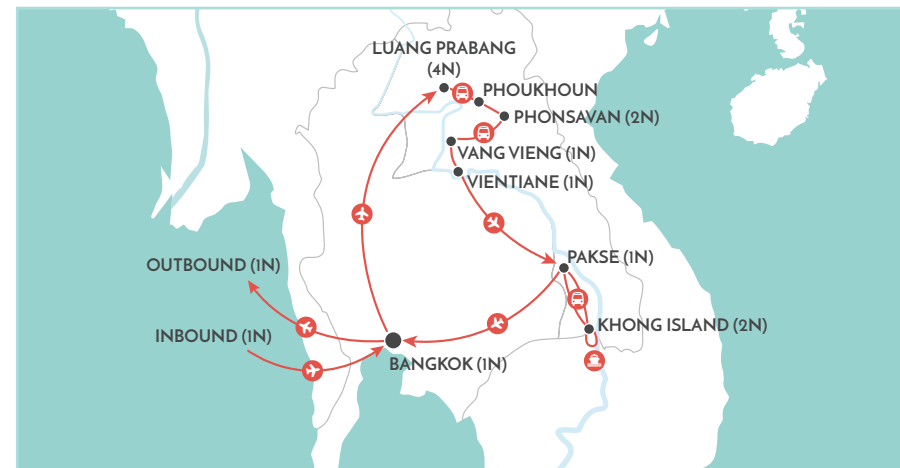 LUANG PRABANG
(4N)
PHOUKHOUN
PHONSAVAN (2N)
VANG VIENG (1N)
VIENTIANE (1N)
OUTBOUND (1N)
PAKSE (1N)
INBOUND (1N)
KHONG ISLAND (2N)
BANGKOK (1N)